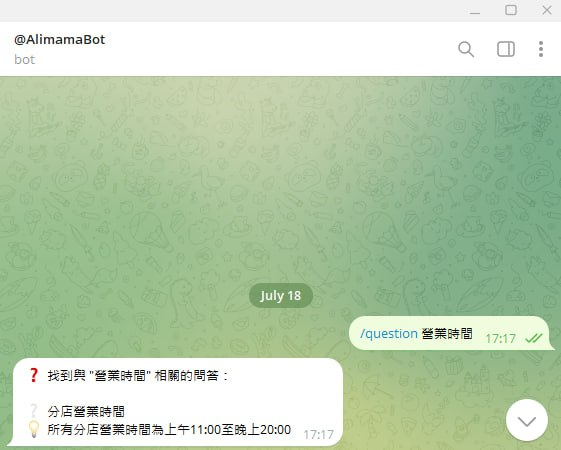 @AlimamaBot
bot
July 18
/question 營業時間 17:17
❓ 找到與 "營業時間" 相關的問答：
❔ 分店營業時間
💡 所有分店營業時間為上午11:00至晚上20:00 17:17